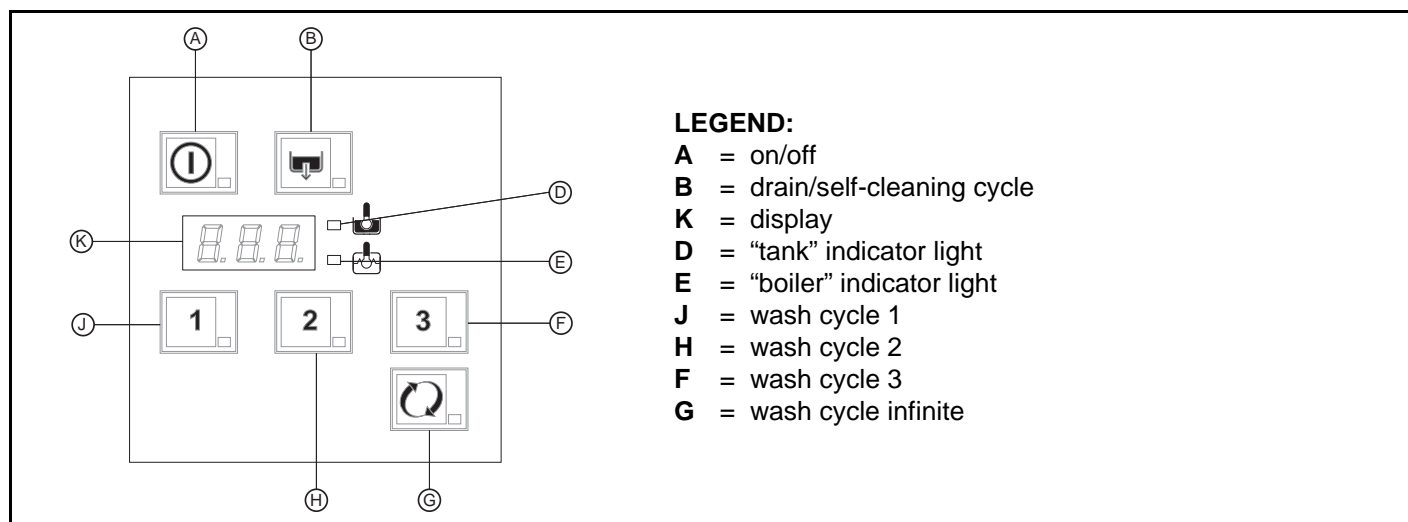 A B
D
K
E
1 2 3
J F
H G
LEGEND:
A = on/off
B = drain/self-cleaning cycle
K = display
D = “tank” indicator light
E = “boiler” indicator light
J = wash cycle 1
H = wash cycle 2
F = wash cycle 3
G = wash cycle infinite